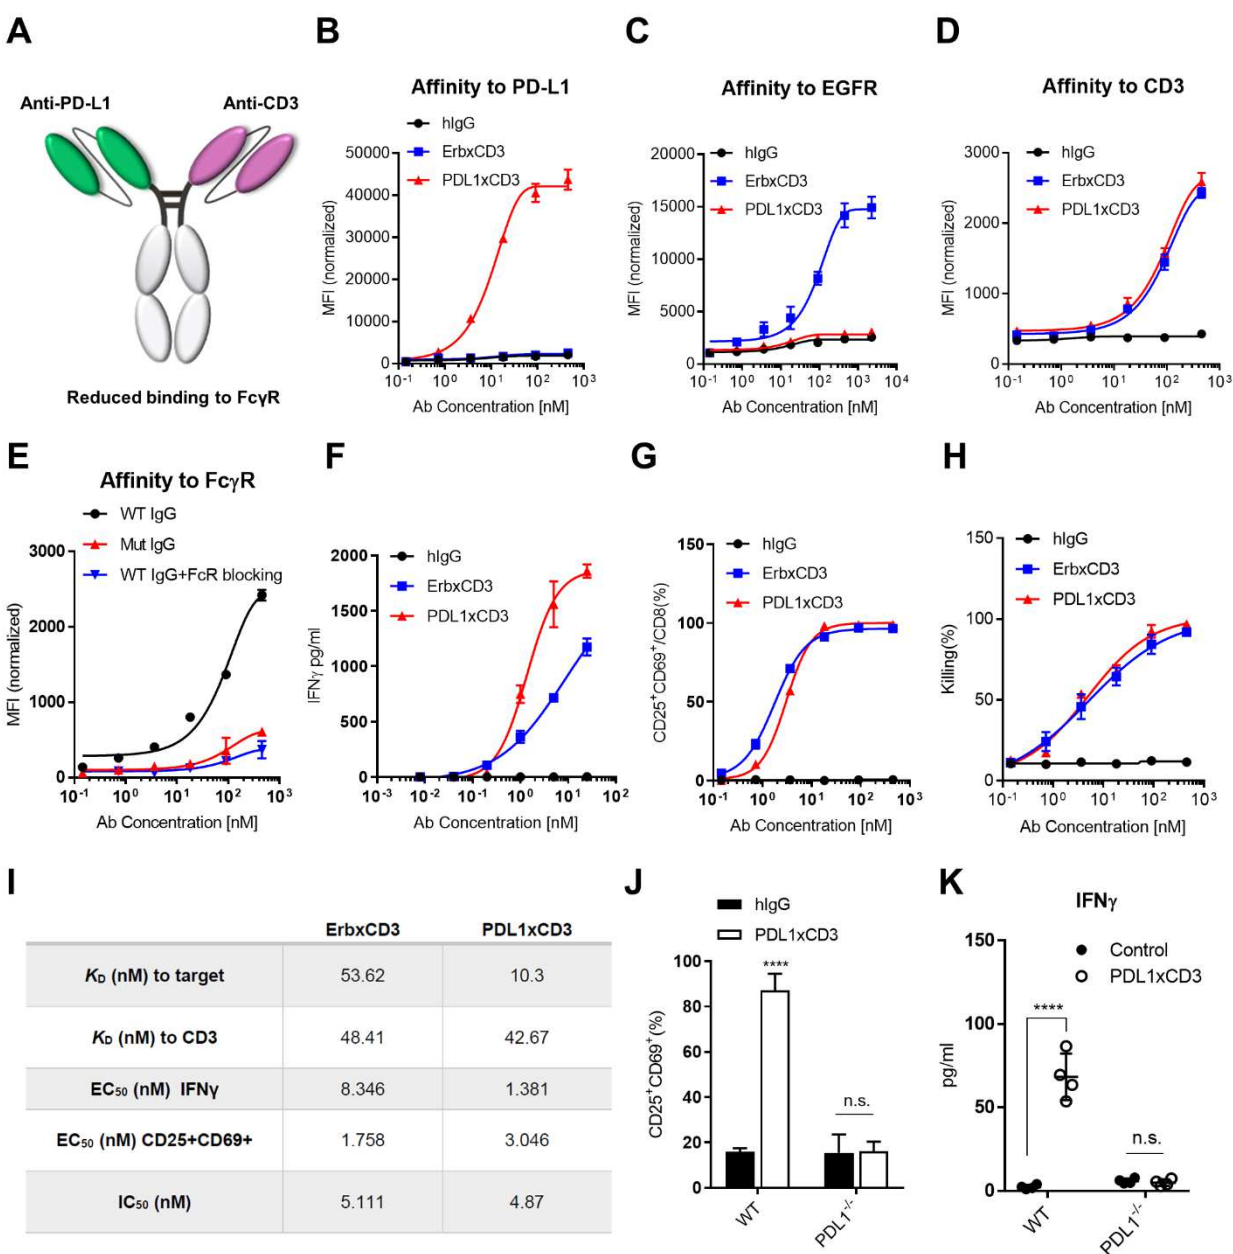 A
Anti-PD-L1
Anti-CD3
Reduced binding to FcγR
B
Affinity to PD-L1
hIgG
ErbxCD3
PDL1xCD3
MFI (normalized)
50000
40000
30000
20000
10000
0
10-1 100 101 102 103
Ab Concentration [nM]
C
Affinity to EGFR
hIgG
ErbxCD3
PDL1xCD3
MFI (normalized)
20000
15000
10000
5000
0
10-1 100 101 102 103 104
Ab Concentration [nM]
D
Affinity to CD3
hIgG
ErbxCD3
PDL1xCD3
MFI (normalized)
3000
2000
1000
0
10-1 100 101 102 103
Ab Concentration [nM]
E
Affinity to FcγR
WT IgG
Mut IgG
WT IgG+FcR blocking
MFI (normalized)
3000
2000
1000
0
10-1 100 101 102 103
Ab Concentration [nM]
F
hIgG
ErbxCD3
PDL1xCD3
IFNγ pg/ml
2000
1500
1000
500
0
10-3 10-2 10-1 100 101 102
Ab Concentration [nM]
G
hIgG
ErbxCD3
PDL1xCD3
CD25+CD69+/CD8(%)
150
100
50
0
10-1 100 101 102 103
Ab Concentration [nM]
H
hIgG
ErbxCD3
PDL1xCD3
Killing(%)
150
100
50
0
10-1 100 101 102 103
Ab Concentration [nM]
I
ErbxCD3 PDL1xCD3
KD (nM) to target 53.62 10.3
KD (nM) to CD3 48.41 42.67
EC50 (nM) IFNγ 8.346 1.381
EC50 (nM) CD25+CD69+ 1.758 3.046
IC50 (nM) 5.111 4.87
J
hIgG
PDL1xCD3
CD25+CD69+(%)
100
80
60
40
20
0
****
n.s.
WT
PDL1-/-
K
IFNγ
Control
PDL1xCD3
pg/ml
150
100
50
0
****
n.s.
WT
PDL1-/-